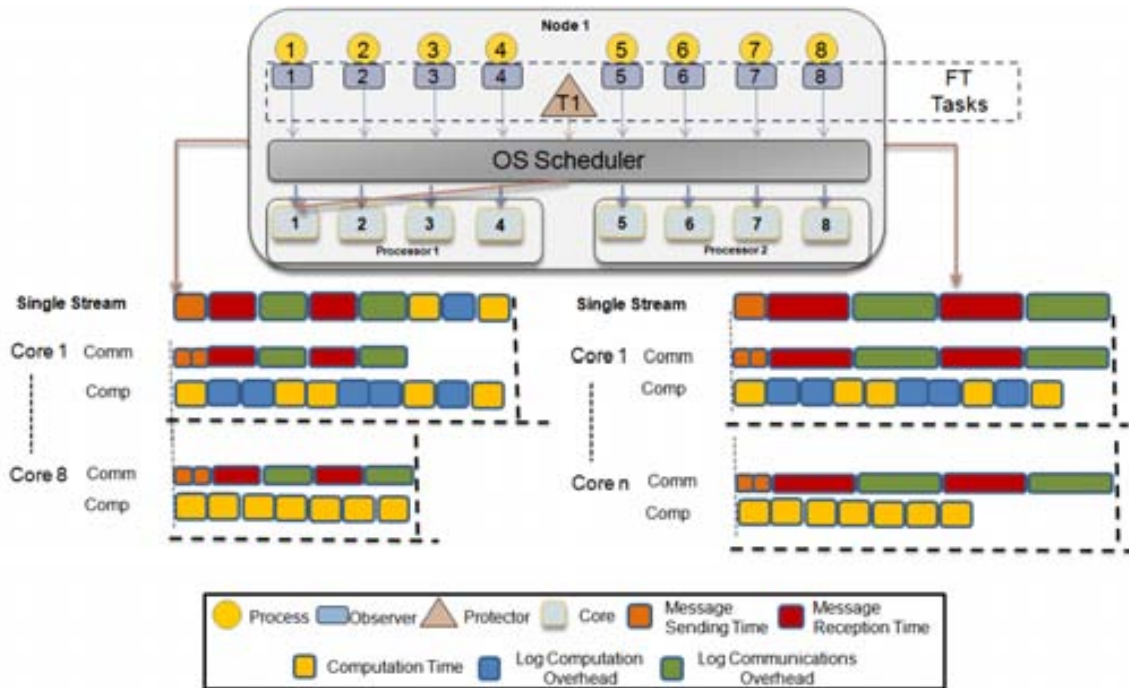 Node 1
1 2 3 4 5 6 7 8
1 2 3 4 5 6 7 8
FT
Tasks
T1
OS Scheduler
1 2 3 4 5 6 7 8
Processor 1 Processor 2
Single Stream
Core 1 Comm
Comp
Core 8 Comm
Comp
Single Stream
Core 1 Comm
Comp
Core n Comm
Comp
Process Observer Protector Core Message Sending Time Message Reception Time
Computation Time Log Computation Overhead Log Communications Overhead